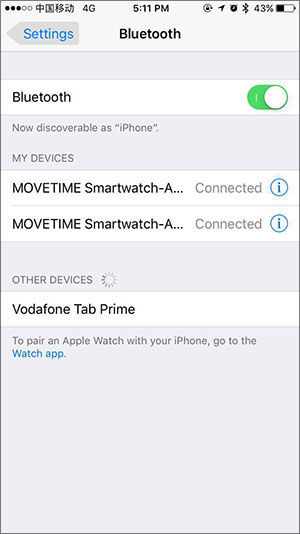 中国移动 4G 5:11 PM 43%
Settings Bluetooth
Bluetooth
Now discoverable as “iPhone”.
MY DEVICES
MOVETIME Smartwatch-A... Connected
MOVETIME Smartwatch-A... Connected
OTHER DEVICES
Vodafone Tab Prime
To pair an Apple Watch with your iPhone, go to the
Watch app.